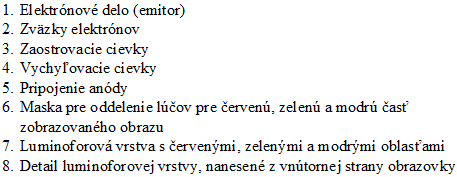 1. Elektrónové delo (emitor)
2. Zväzky elektrónov
3. Zaostrovacie cievky
4. Vychyľovacie cievky
5. Pripojenie anódy
6. Maska pre oddelenie lúčov pre červenú, zelenú a modrú časť
zobrazovaného obrazu
7. Luminoforová vrstva s červenými, zelenými a modrými oblasťami
8. Detail luminoforovej vrstvy, nanesené z vnútornej strany obrazovky